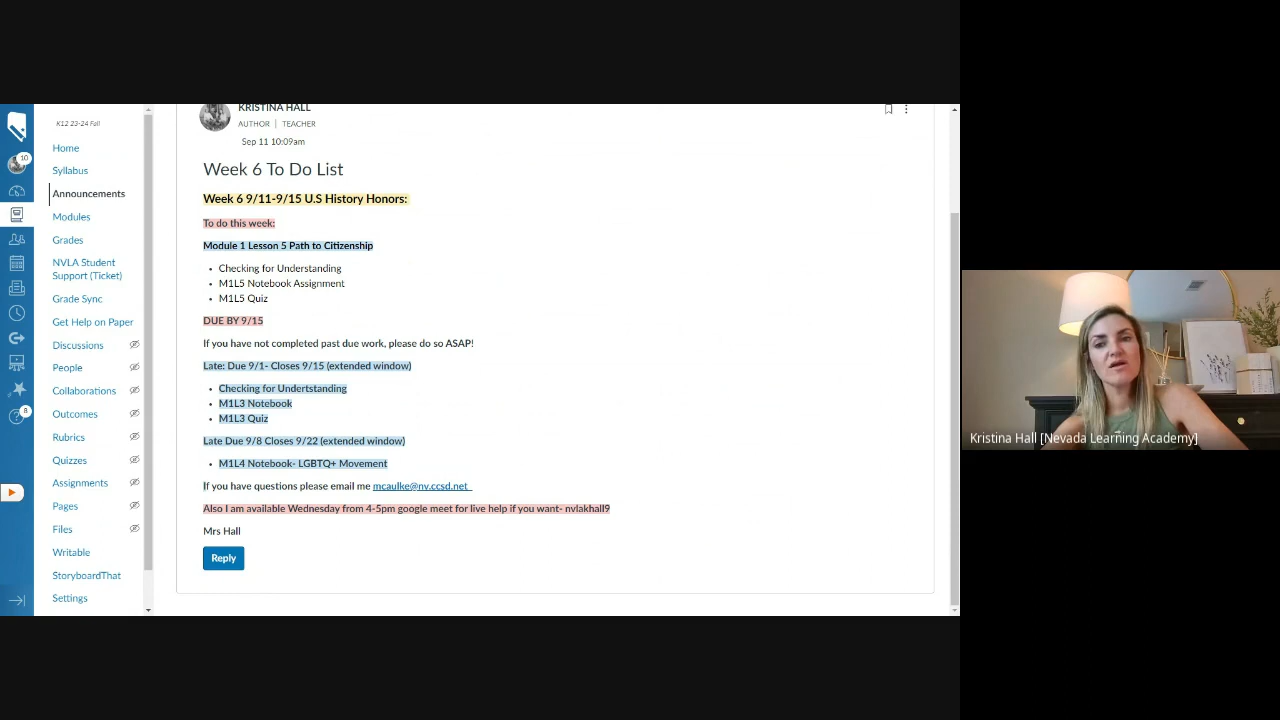 K12 23-24 Fall
Home
Syllabus
Announcements
Modules
Grades
NVLA Student
Support (Ticket)
Grade Sync
Get Help on Paper
Discussions
People
Collaborations
Outcomes
Rubrics
Quizzes
Assignments
Pages
Files
Writable
StoryboardThat
Settings
10
8
KRISTINA HALL
AUTHOR | TEACHER
Sep 11 10:09am
Week 6 To Do List
Week 6 9/11-9/15 U.S History Honors:
To do this week:
Module 1 Lesson 5 Path to Citizenship
• Checking for Understanding
• M1L5 Notebook Assignment
• M1L5 Quiz
DUE BY 9/15
If you have not completed past due work, please do so ASAP!
Late: Due 9/1- Closes 9/15 (extended window)
• Checking for Undertstanding
• M1L3 Notebook
• M1L3 Quiz
Late Due 9/8 Closes 9/22 (extended window)
• M1L4 Notebook- LGBTQ+ Movement
If you have questions please email me mcaulke@nv.ccsd.net
Also I am available Wednesday from 4-5pm google meet for live help if you want- nvlakhall9
Mrs Hall
Reply
Kristina Hall [Nevada Learning Academy]